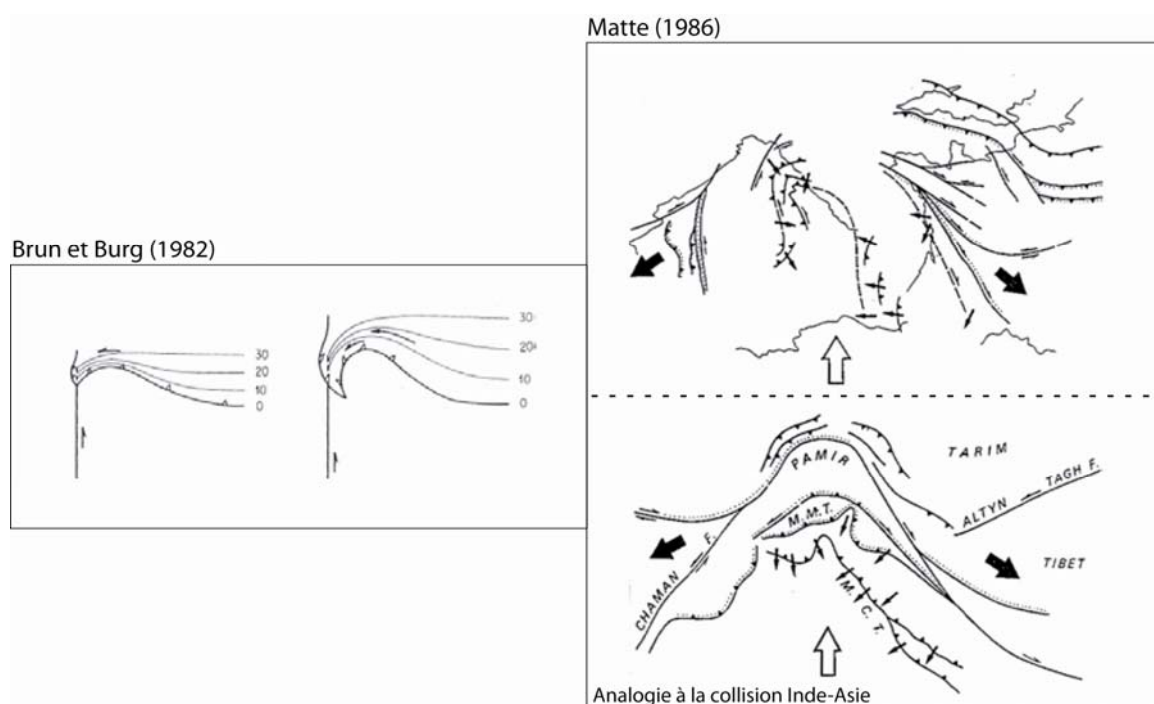 Matte (1986)
Brun et Burg (1982)
30
20
10
0
30
20
10
0
PAMIR
TARIM
M.M.T.
ALTYN TAGH F.
TIBET
CHAMAN F.
M.C.T.
Analogie à la collision Inde-Asie